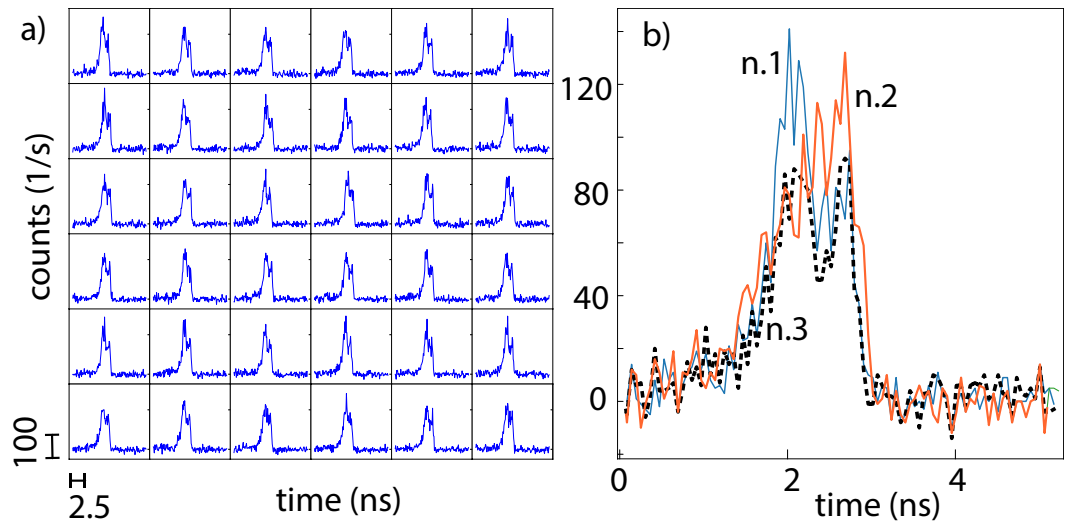 a)
counts (1/s)
100
2.5
time (ns)
b)
n.1
n.2
n.3
120
80
40
0
0
2
4
time (ns)